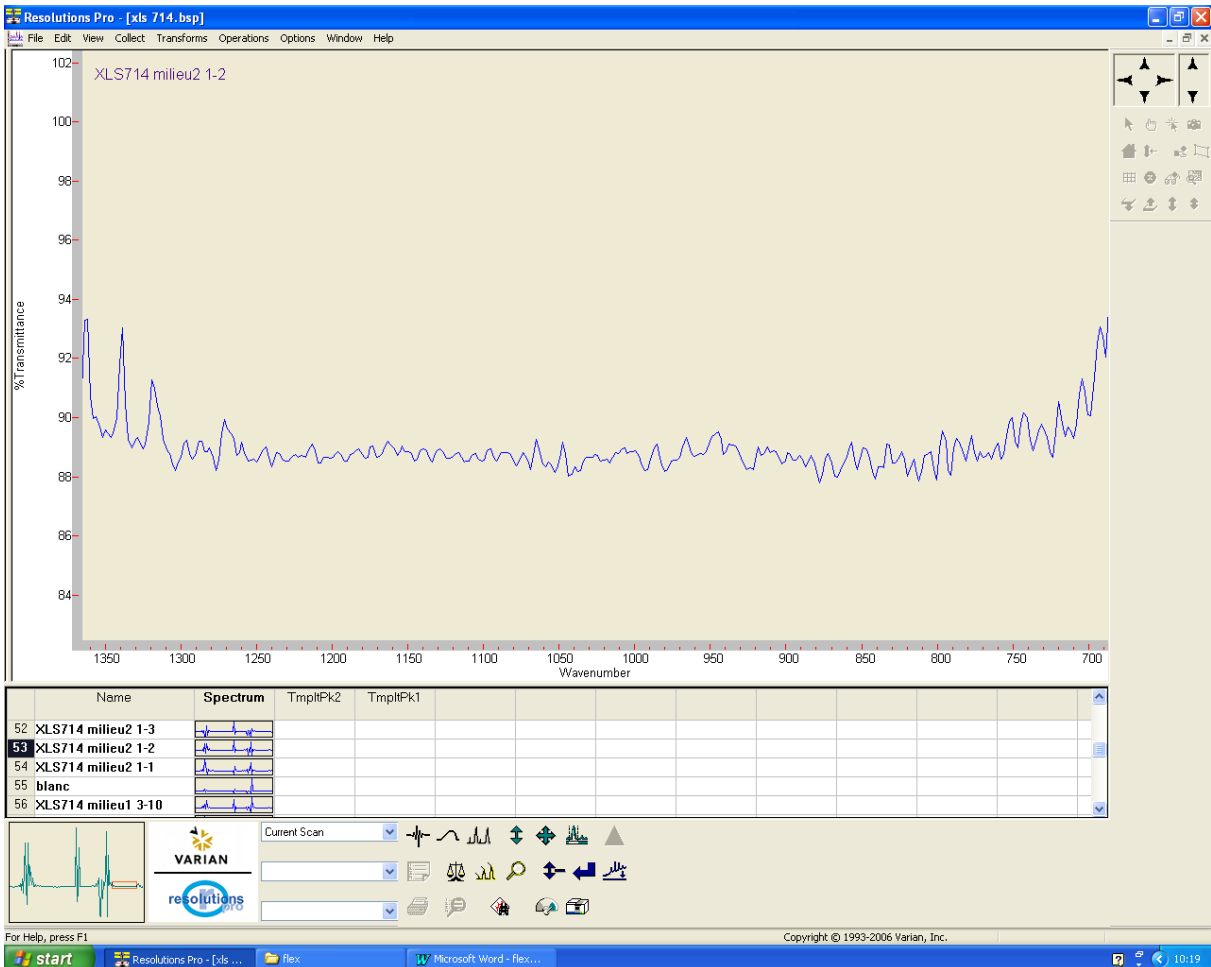 Resolutions Pro - [xls 714.bsp]
File Edit View Collect Transforms Operations Options Window Help
XLS714 milieu2 1-2
102
100
98
96
94
92
90
88
86
84
%Transmittance
1350 1300 1250 1200 1150 1100 1050 1000 950 900 850 800 750 700
Wavenumber
Name Spectrum TmpltPk2 TmpltPk1
52 XLS714 milieu2 1-3
53 XLS714 milieu2 1-2
54 XLS714 milieu2 1-1
55 blanc
56 XLS714 milieu1 3-10
VARIAN
resolutions
pro
Current Scan
For Help, press F1
Copyright © 1993-2006 Varian, Inc.
start Resolutions Pro - [xls ... flex Microsoft Word - flex... 10:19